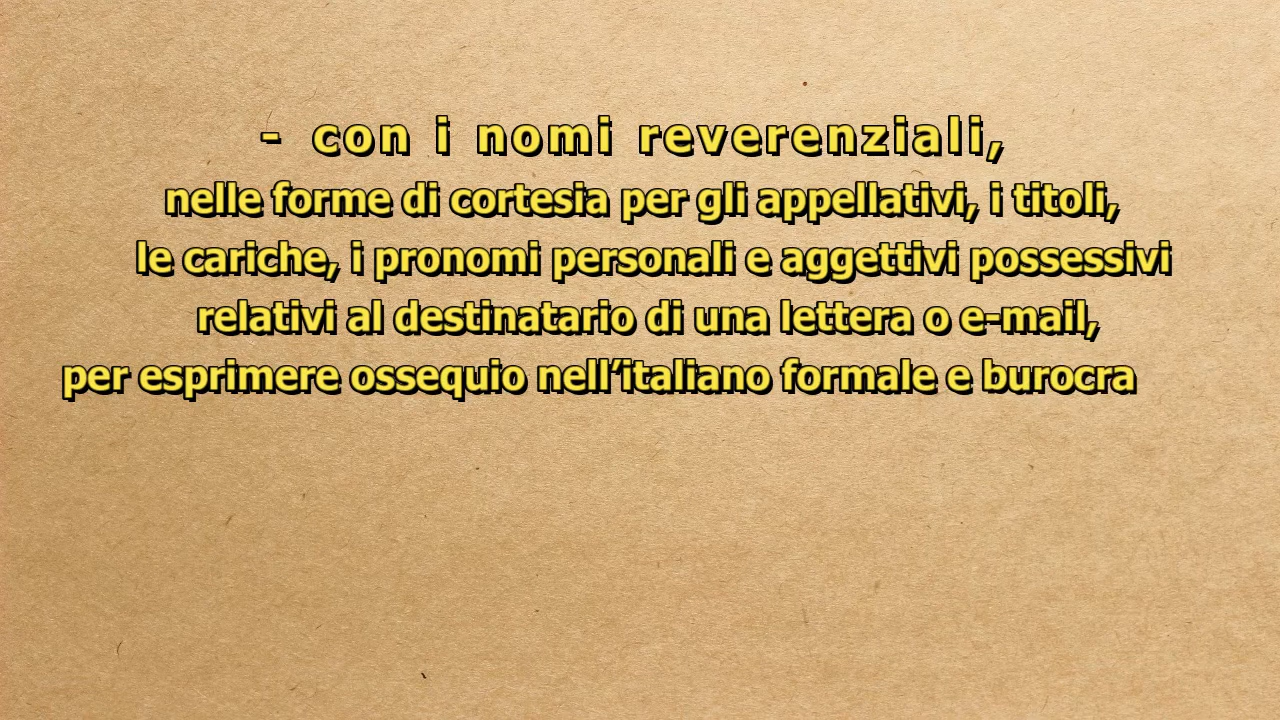 - con i nomi reverenziali,
nelle forme di cortesia per gli appellativi, i titoli,
le cariche, i pronomi personali e aggettivi possessivi
relativi al destinatario di una lettera o e-mail,
per esprimere ossequio nell’italiano formale e burocra